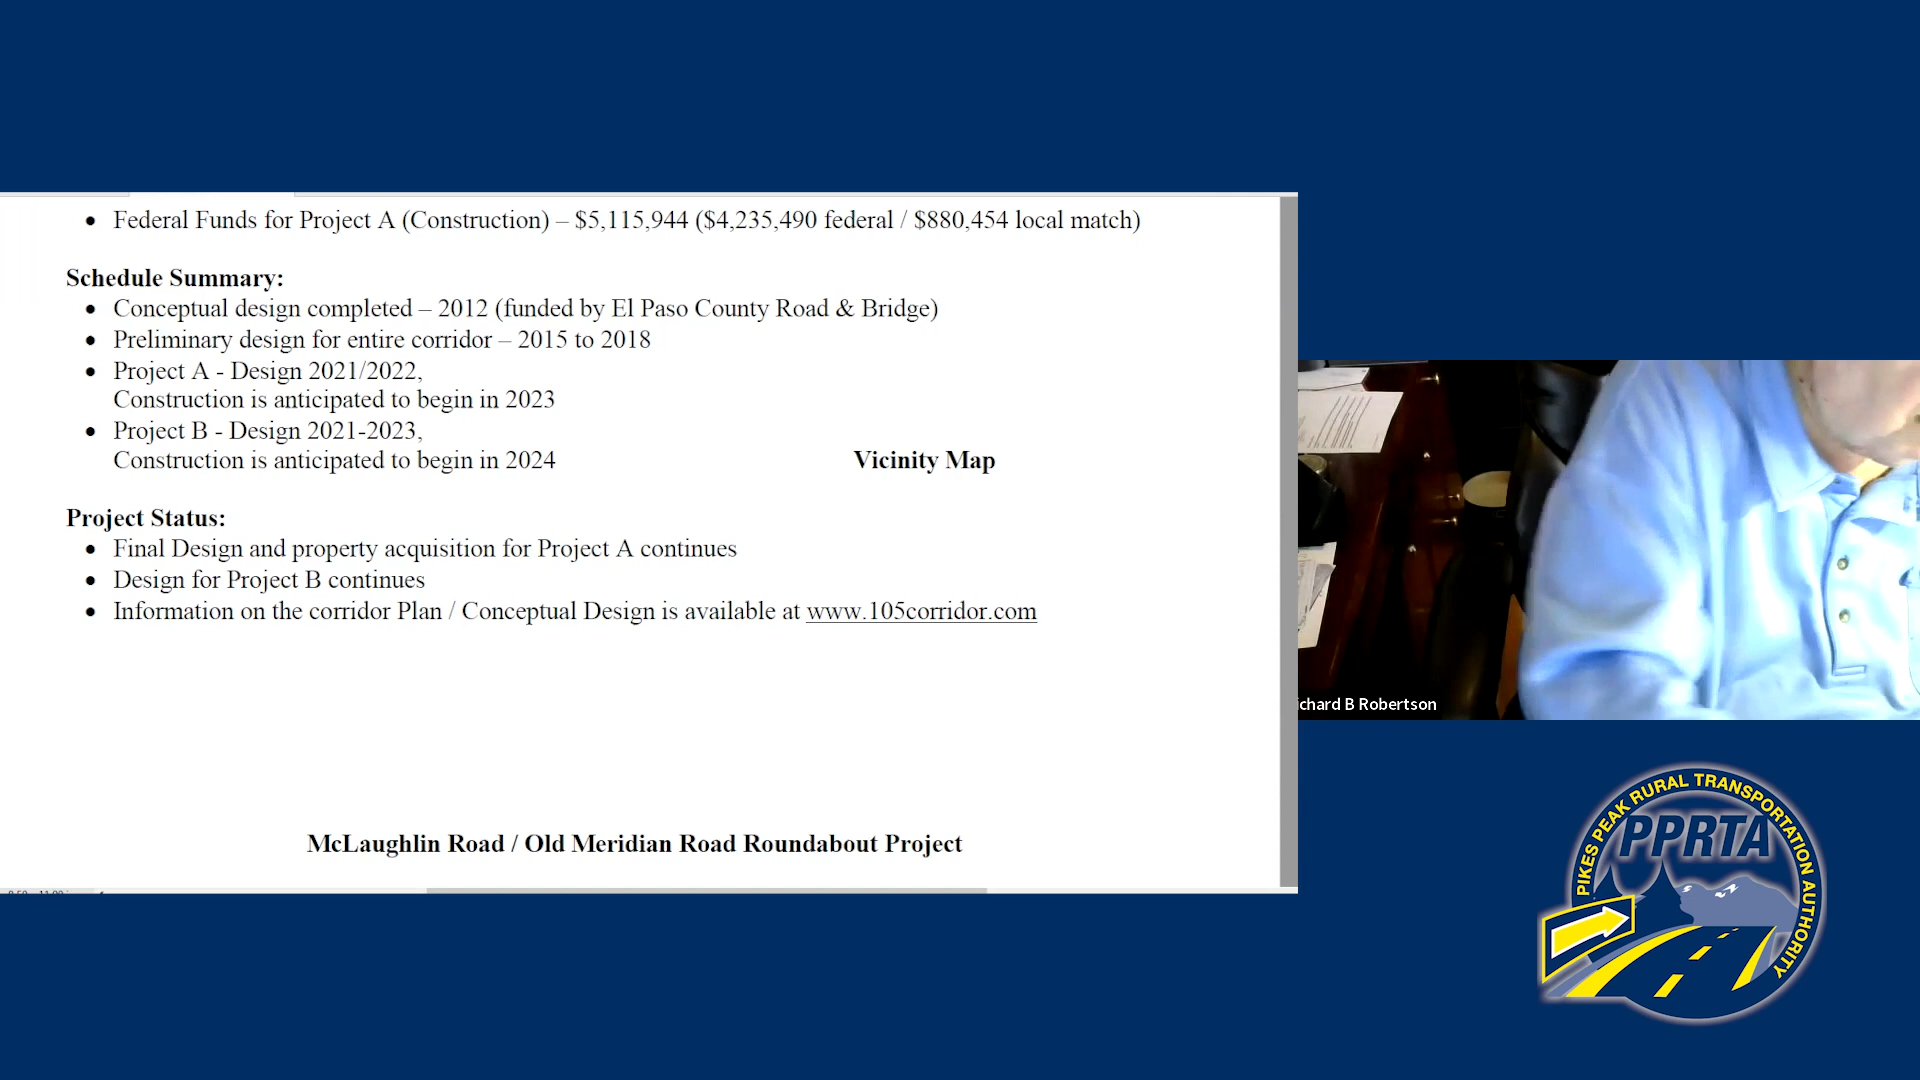 • Federal Funds for Project A (Construction) – $5,115,944 ($4,235,490 federal / $880,454 local match)
Schedule Summary:
• Conceptual design completed – 2012 (funded by El Paso County Road & Bridge)
• Preliminary design for entire corridor – 2015 to 2018
• Project A - Design 2021/2022,
Construction is anticipated to begin in 2023
• Project B - Design 2021-2023,
Construction is anticipated to begin in 2024
Vicinity Map
Project Status:
• Final Design and property acquisition for Project A continues
• Design for Project B continues
• Information on the corridor Plan / Conceptual Design is available at www.105corridor.com
McLaughlin Road / Old Meridian Road Roundabout Project
ichard B Robertson
PIKES PEAK RURAL TRANSPORTATION AUTHORITY
PPRTA